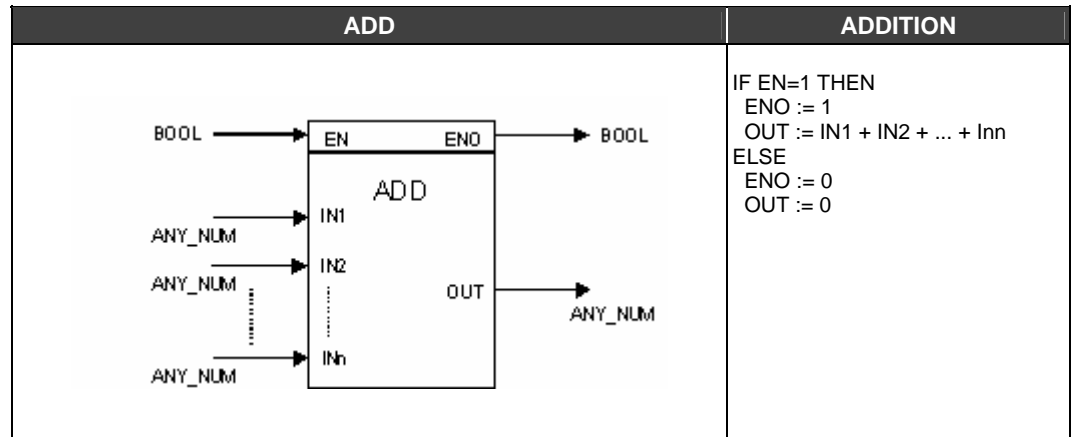 ADD
ADDITION
BOOL
EN
ENO
BOOL
ADD
IN1
ANY_NUM
IN2
ANY_NUM
OUT
ANY_NUM
INn
ANY_NUM
IF EN=1 THEN
ENO := 1
OUT := IN1 + IN2 + ... + Inn
ELSE
ENO := 0
OUT := 0